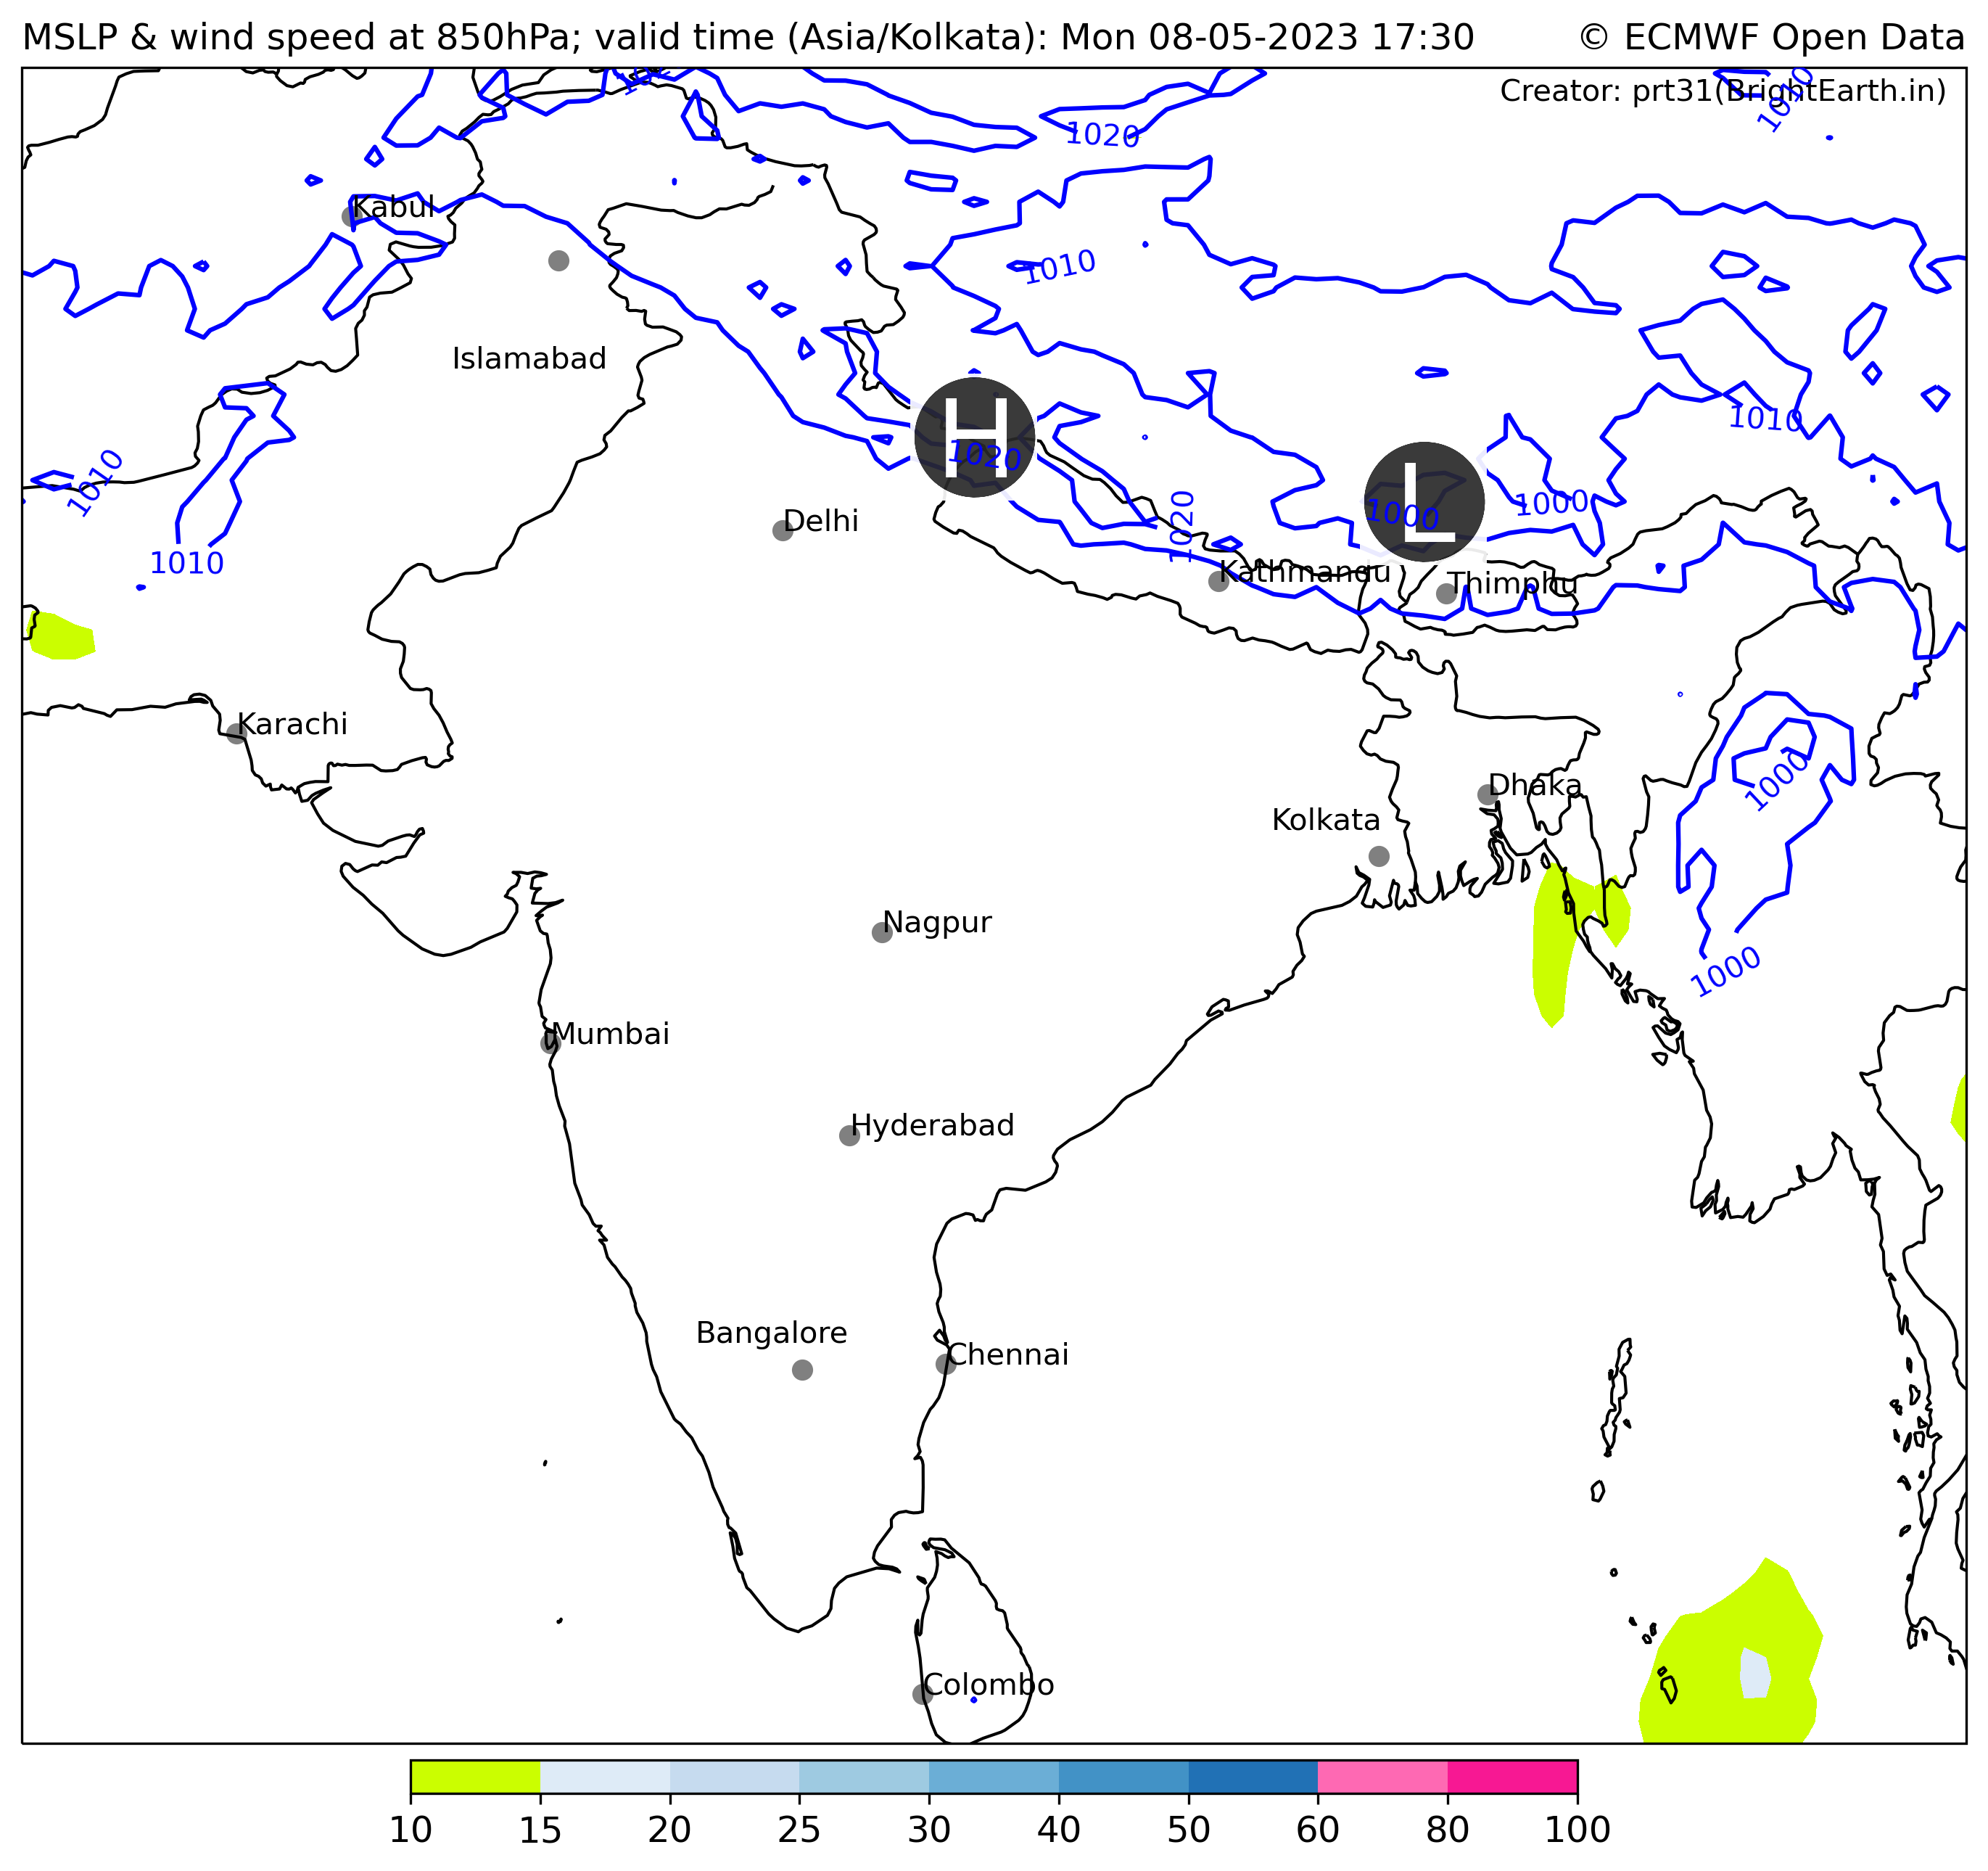 MSLP & wind speed at 850hPa; valid time (Asia/Kolkata): Mon 08-05-2023 17:30 © ECMWF Open Data
Creator: prt31(BrightEarth.in)
1010
1020
Kabul
1010
Islamabad
1010
H
1020
1010
L
1000
1000
1020
Delhi
1010
Kathmandu
Thimphu
Karachi
1000
Dhaka
Kolkata
Nagpur
1000
Mumbai
Hyderabad
Bangalore
Chennai
Colombo
10 15 20 25 30 40 50 60 80 100